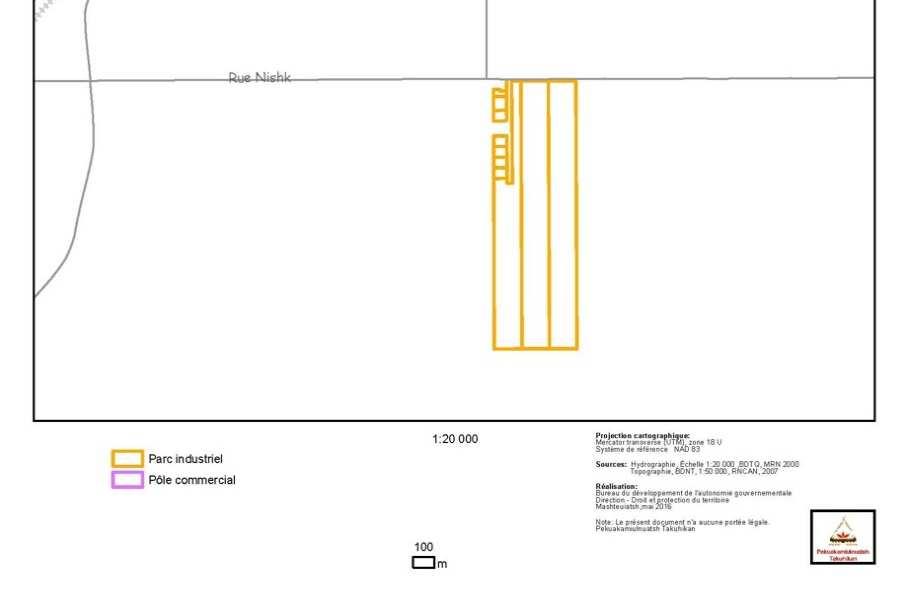 Rue Nishk
1:20 000
Parc industriel
Pôle commercial
Projection cartographique:
Mercator transverse (UTM), zone 18 U
Système de référence NAD 83
Sources: Hydrographie, Échelle 1:20 000 ,BDTQ, MRN 2000
Topographie, BDNT, 1:50 000, RNCAN, 2007
Réalisation:
Bureau du développement de l'autonomie gouvernementale
Direction - Droit et protection du territoire
Mashteuiatsh,mai 2016
Note: Le présent document n'a aucune portée légale.
Pekuakamiulnuatsh Takuhikan
100
m
Pekuakamiulnuatsh
Takuhikan